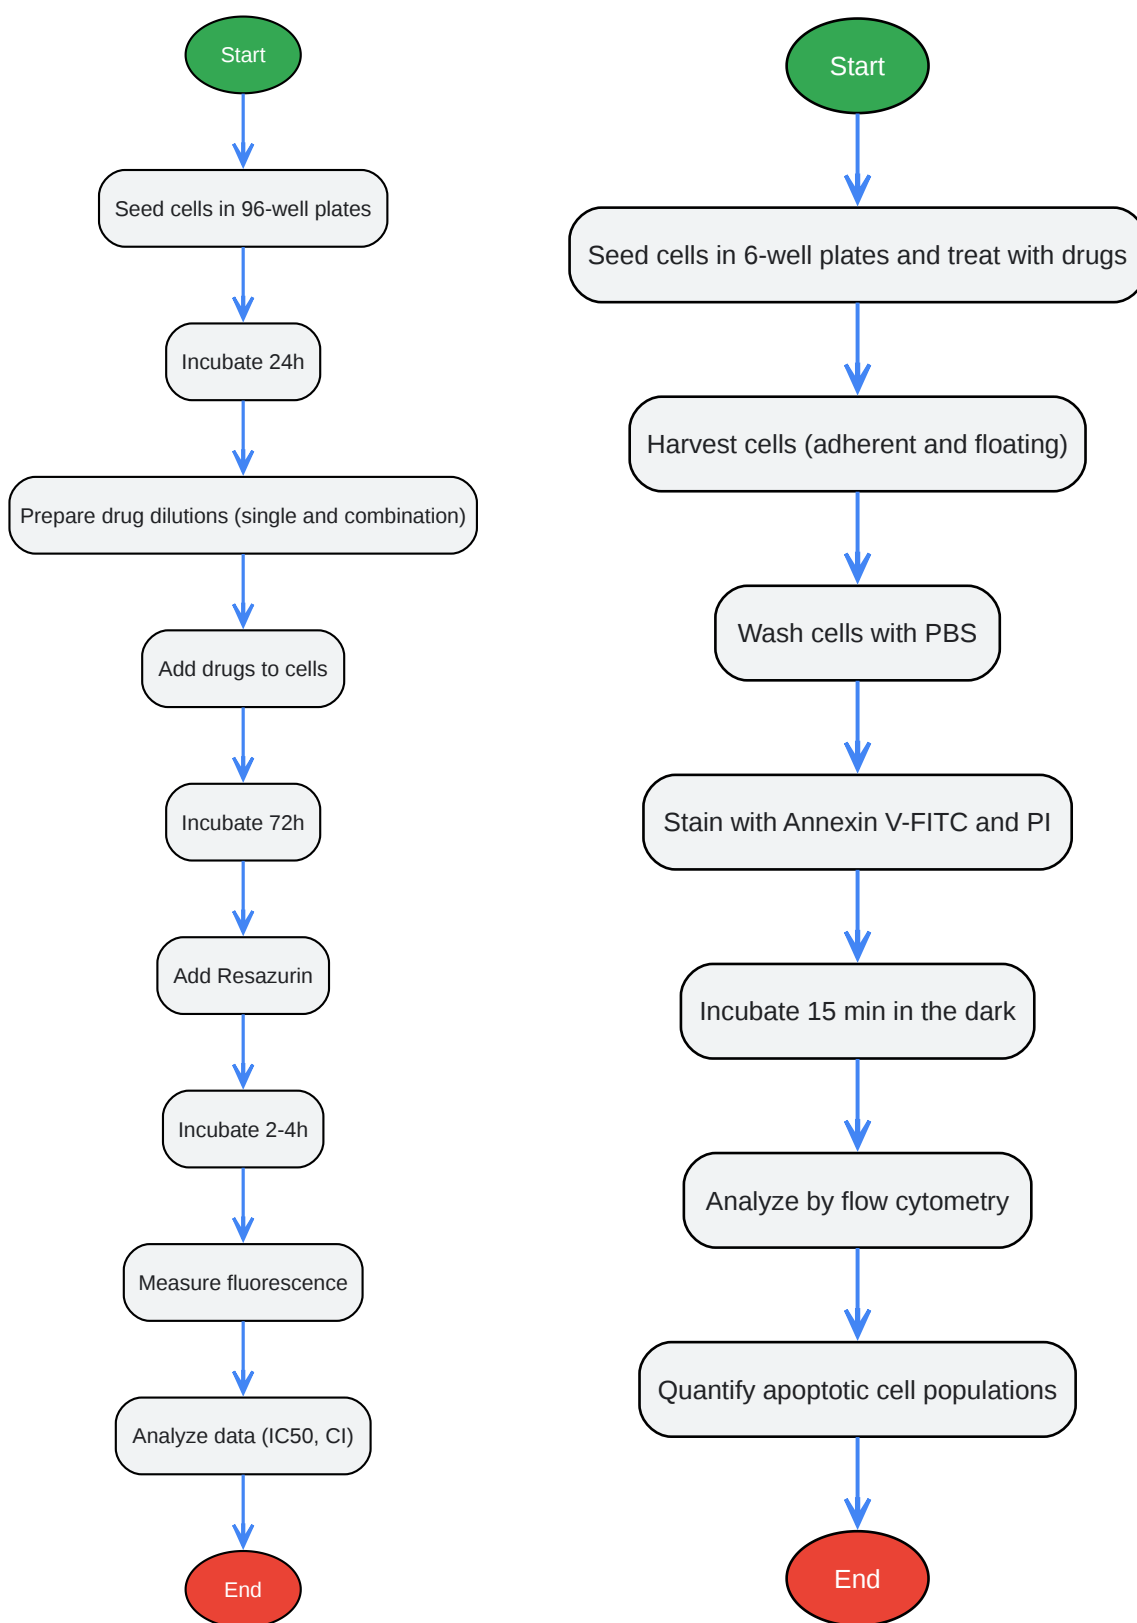 Start
Seed cells in 96-well plates
Incubate 24h
Prepare drug dilutions (single and combination)
Add drugs to cells
Incubate 72h
Add Resazurin
Incubate 2-4h
Measure fluorescence
Analyze data (IC50, CI)
End
Start
Seed cells in 6-well plates and treat with drugs
Harvest cells (adherent and floating)
Wash cells with PBS
Stain with Annexin V-FITC and PI
Incubate 15 min in the dark
Analyze by flow cytometry
Quantify apoptotic cell populations
End